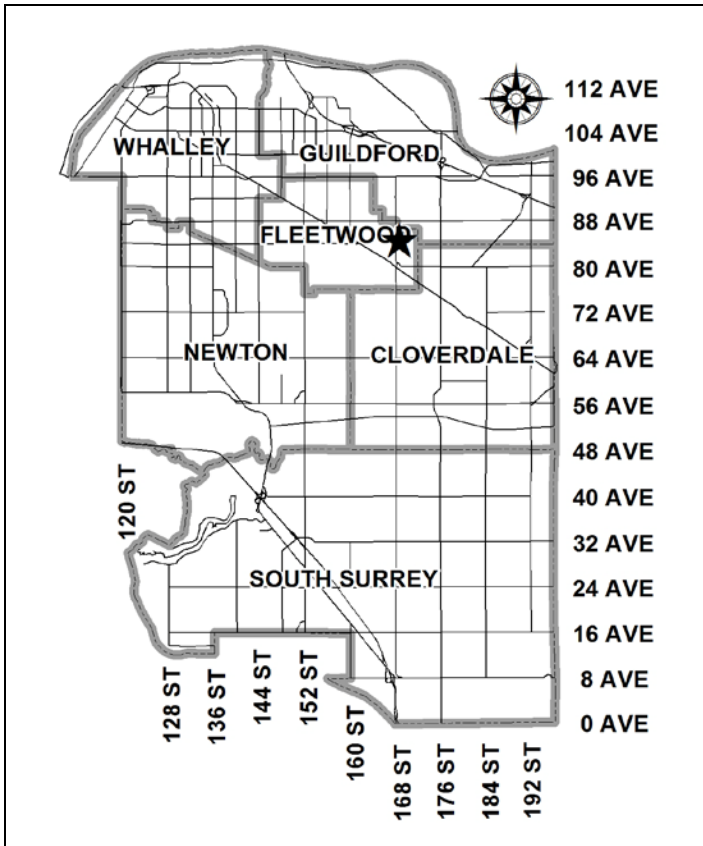 112 AVE
104 AVE
WHALLEY
GUILDFORD
96 AVE
88 AVE
FLEETWOOD
80 AVE
72 AVE
NEWTON
CLOVERDALE
64 AVE
56 AVE
48 AVE
120 ST
40 AVE
32 AVE
SOUTH SURREY
24 AVE
16 AVE
8 AVE
0 AVE
128 ST
136 ST
144 ST
152 ST
160 ST
168 ST
176 ST
184 ST
192 ST